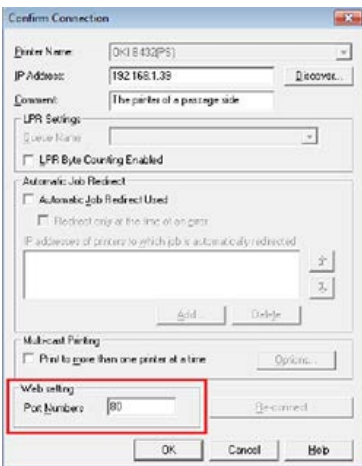 Confirm Connection
Printer Name: OKI B432(PS)
IP Address: 192.168.1.39 Discover...
Comment: The printer of a passage side
LPR Settings
Queue Name
LPR Byte Counting Enabled
Automatic Job Redirect
Automatic Job Redirect Used
Redirect only at the time of an error
IP addresses of printers to which job is automatically redirected
Add... Delete
Multi-cast Printing
Print to more than one printer at a time Options...
Web setting
Port Numbers 80 Re-connect
OK Cancel Help